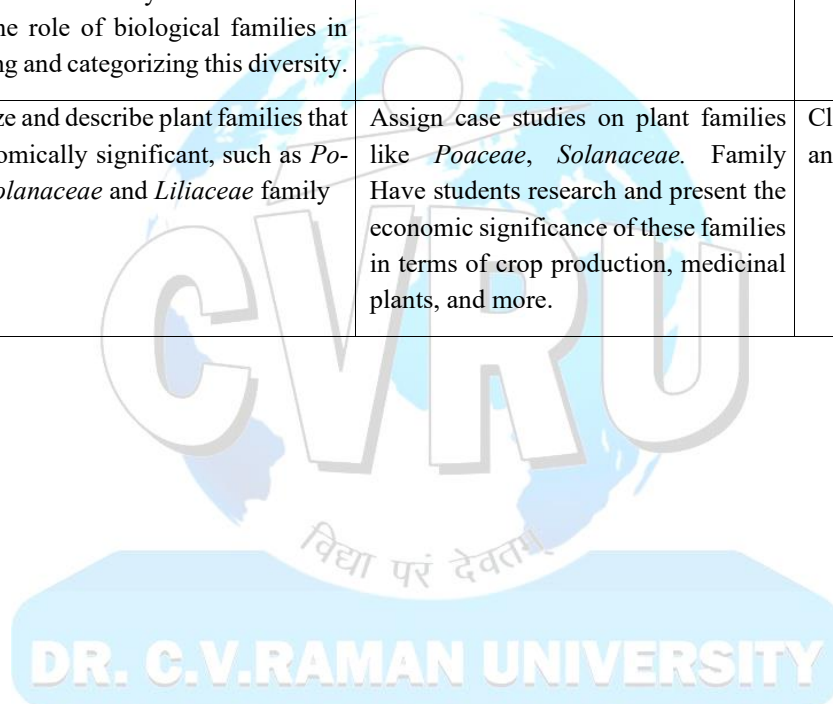 ne role of biological families in
ng and categorizing this diversity.
ze and describe plant families that
omically significant, such as Po-
olanaceae and Liliaceae family
Assign case studies on plant families
like Poaceae, Solanaceae. Family
Have students research and present the
economic significance of these families
in terms of crop production, medicinal
plants, and more.
Cl
an
CVRU
विद्या परं देवतम्
DR. C.V.RAMAN UNIVERSITY